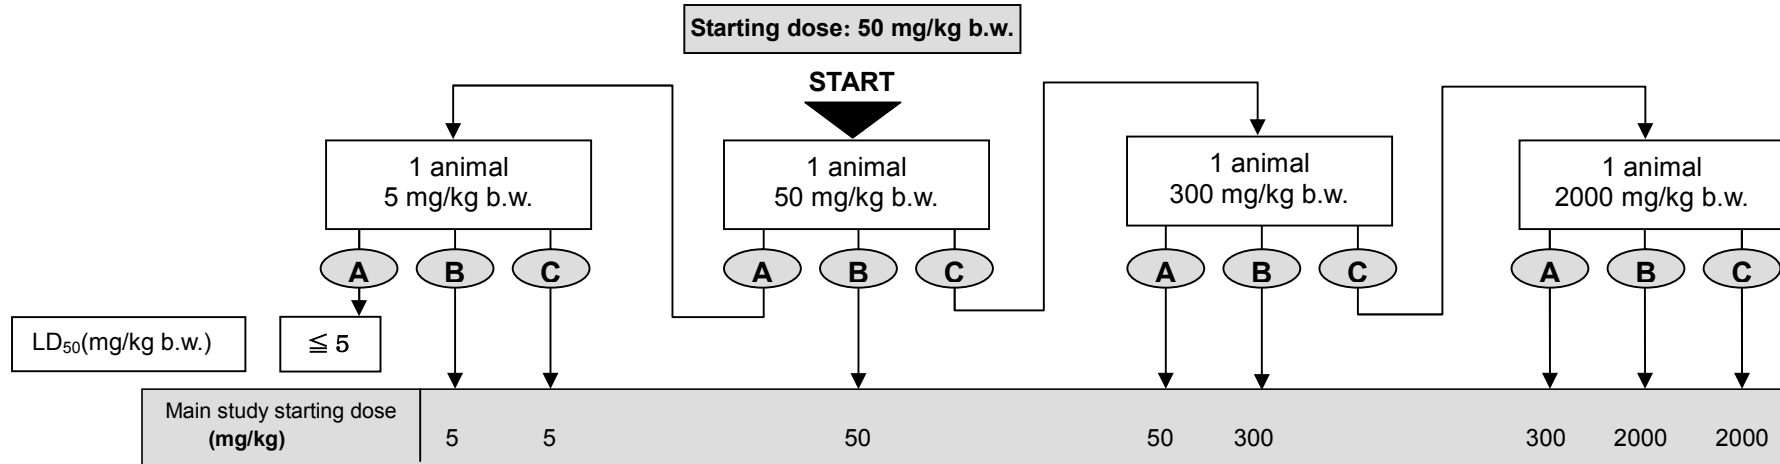 Starting dose: 50 mg/kg b.w.
START
1 animal
5 mg/kg b.w.
1 animal
50 mg/kg b.w.
1 animal
300 mg/kg b.w.
1 animal
2000 mg/kg b.w.
A B C A B C A B C A B C
LD₅₀(mg/kg b.w.) ≦ 5
Main study starting dose
(mg/kg) 5 5 50 50 300 300 2000 2000